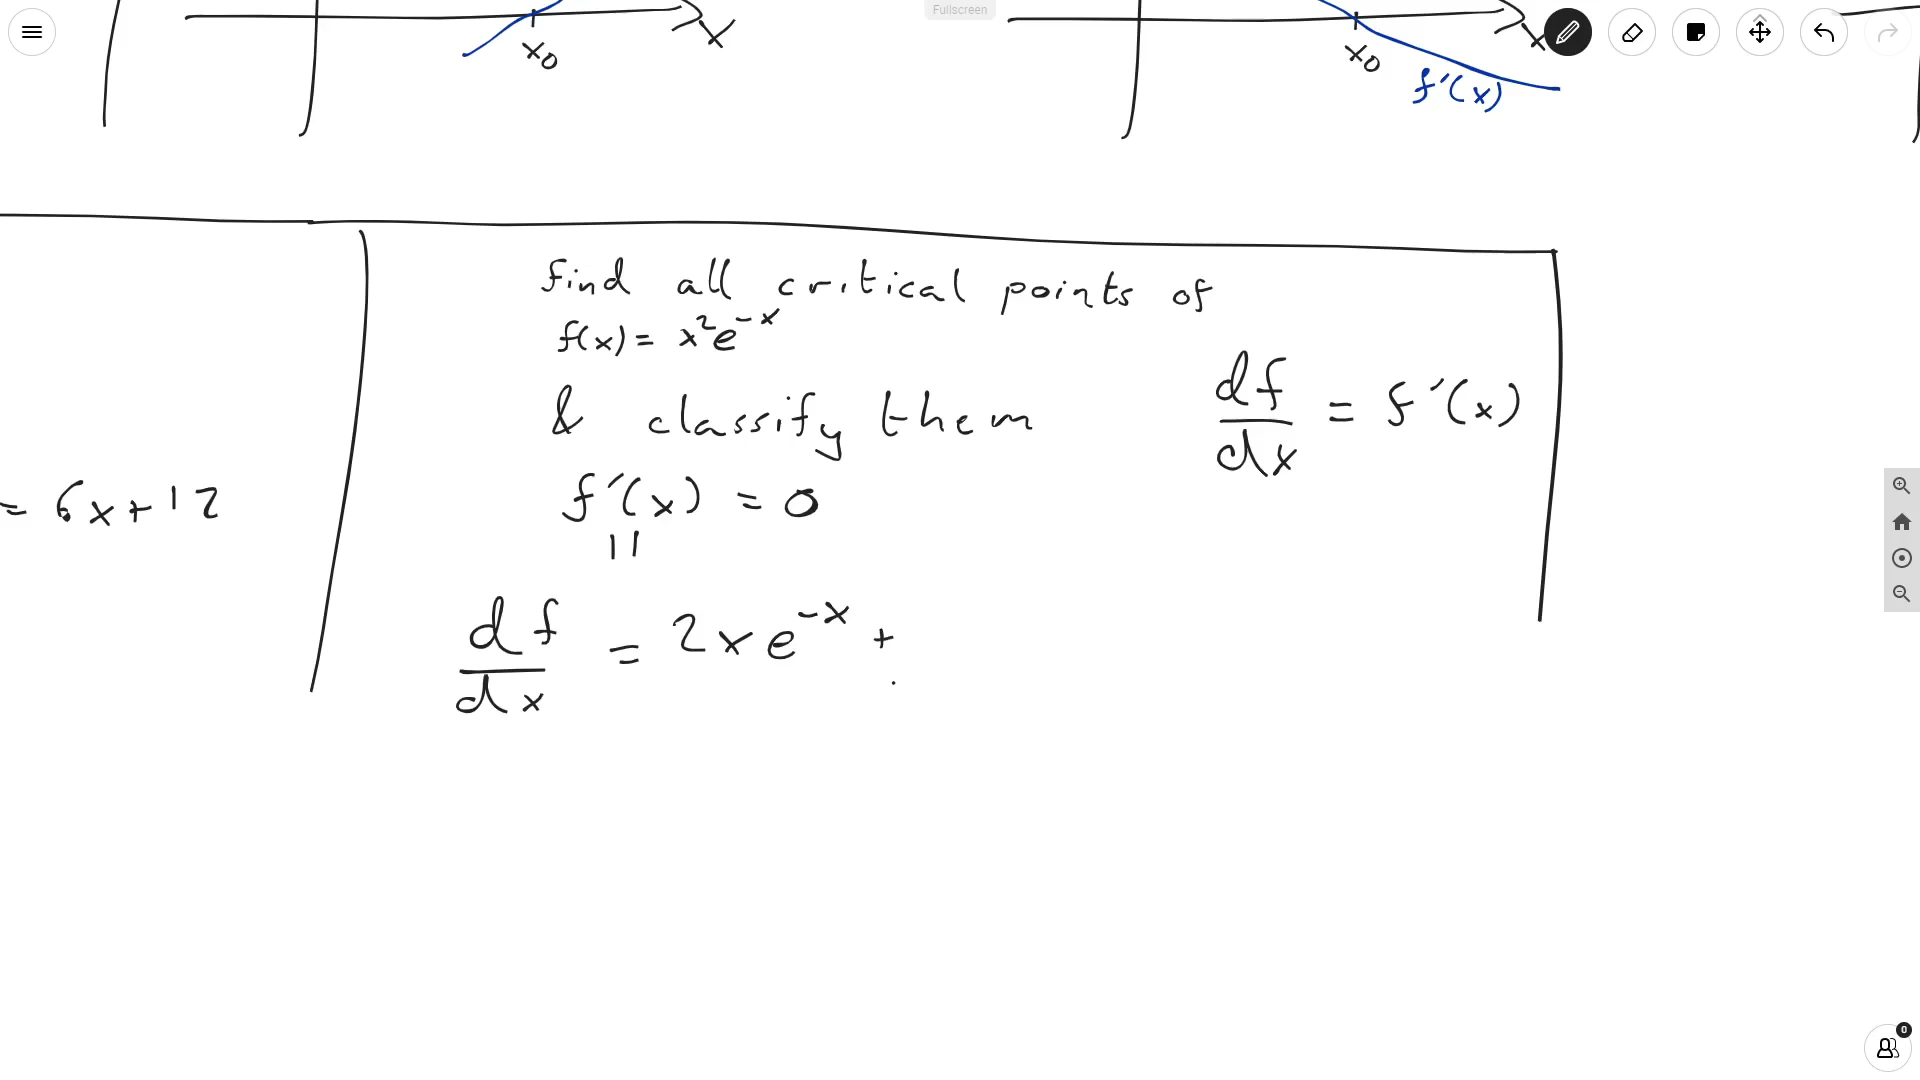 Fullscreen
x₀ x
x₀ x
f'(x)
find all critical points of
f(x) = x²e⁻ˣ
& classify them
df/dx = f'(x)
= 6x+12
f'(x) = 0
||
df/dx = 2xe⁻ˣ +
0